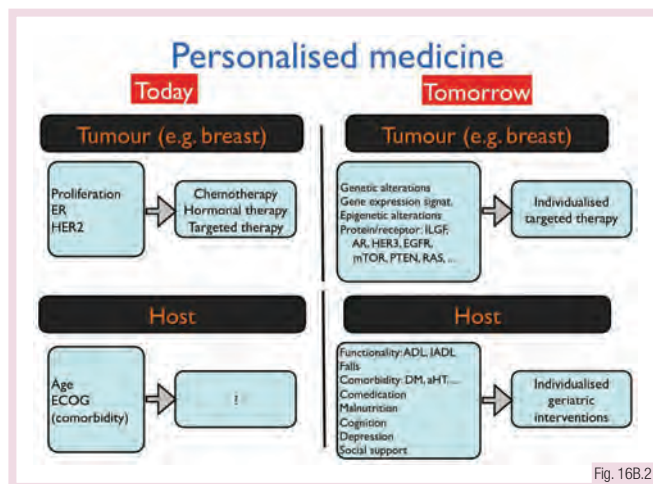 Personalised medicine
Today
Tomorrow
Tumour (e.g. breast)
Proliferation
ER
HER2
Chemotherapy
Hormonal therapy
Targeted therapy
Tumour (e.g. breast)
Genetic alterations
Gene expression signat.
Epigenetic alterations
Protein/receptor: ILGF,
AR, HER3, EGFR,
mTOR, PTEN, RAS, ...
Individualised
targeted therapy
Host
Age
ECOG
(comorbidity)
!
Host
Functionality: ADL, IADL
Falls
Comorbidity: DM, aHT, ...
Comedication
Malnutrition
Cognition
Depression
Social support
Individualised
geriatric
interventions
Fig. 16B.2